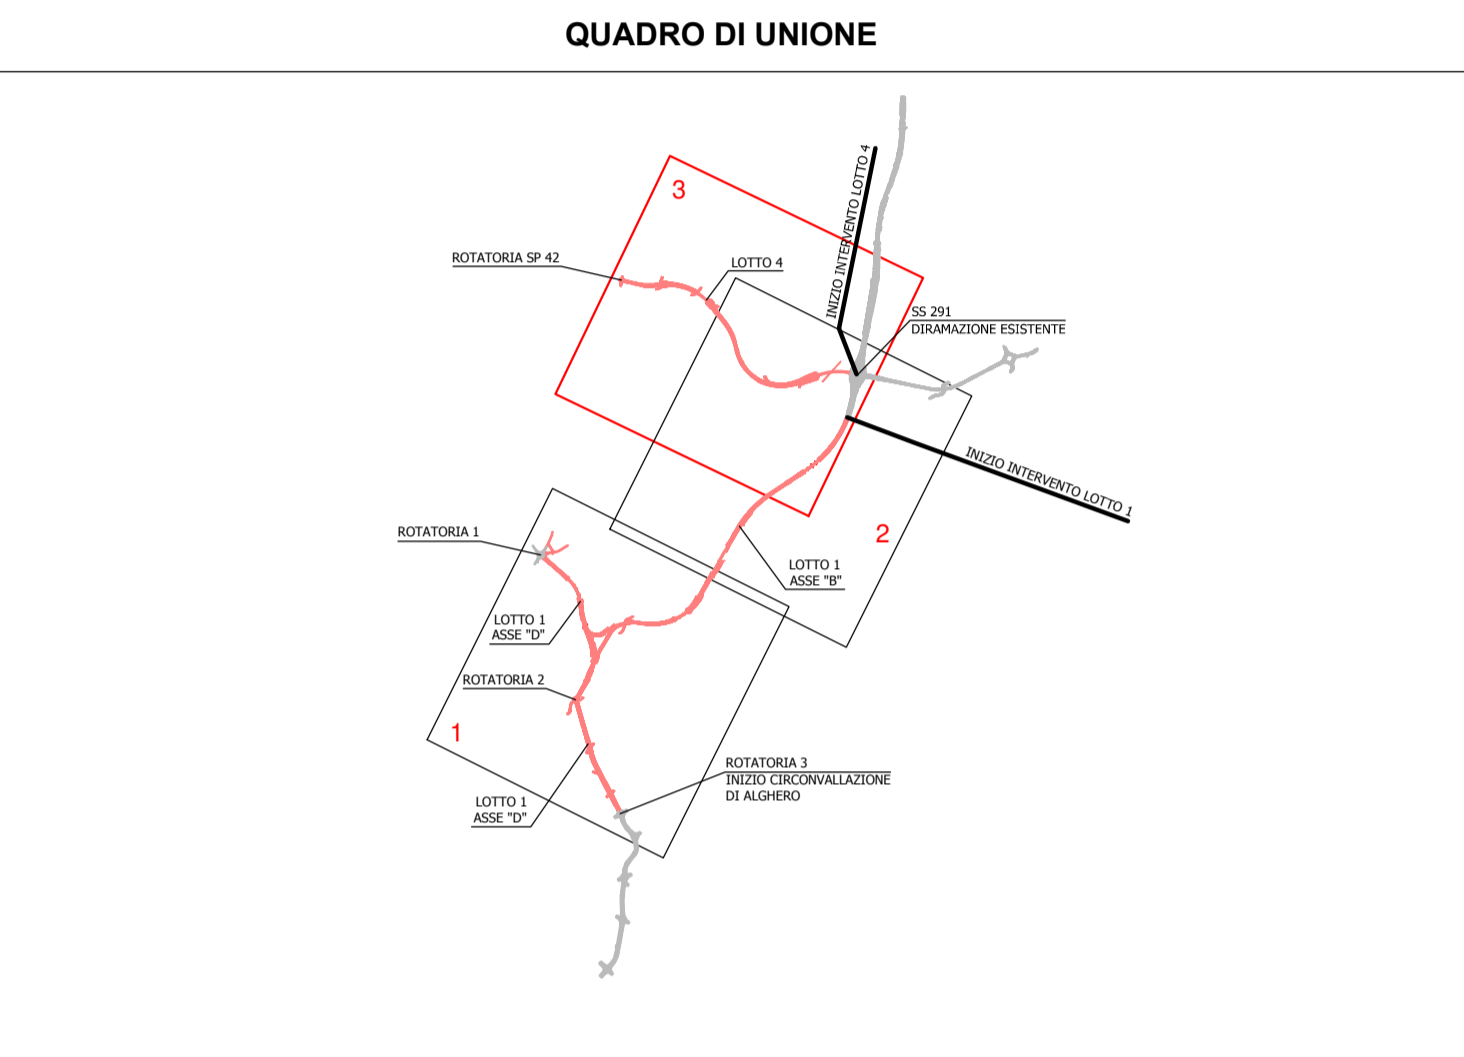 QUADRO DI UNIONE
INIZIO INTERVENTO LOTTO 4
3
ROTATORIA SP 42
LOTTO 4
SS 291
DIRAMAZIONE ESISTENTE
INIZIO INTERVENTO LOTTO 1
2
ROTATORIA 1
LOTTO 1
ASSE "B"
LOTTO 1
ASSE "D"
ROTATORIA 2
1
ROTATORIA 3
INIZIO CIRCONVALLAZIONE
DI ALGHERO
LOTTO 1
ASSE "D"